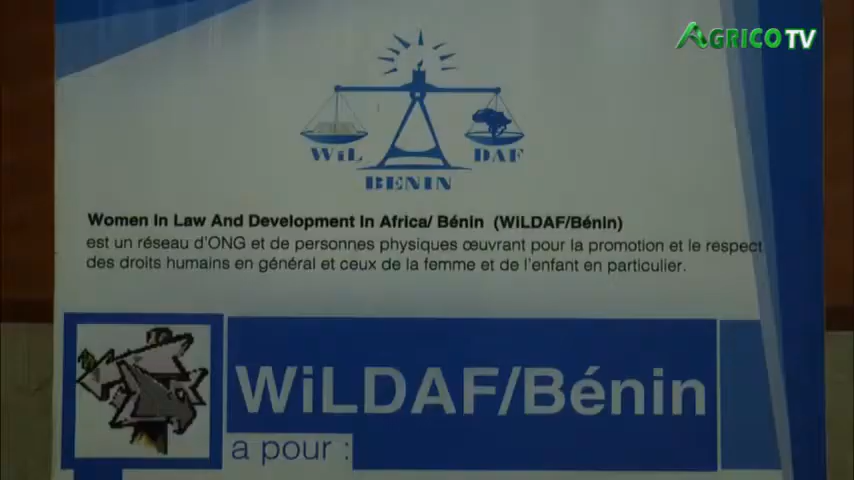 AGRICO TV
WiL DAF
BENIN
Women In Law And Development In Africa/ Bénin (WiLDAF/Bénin)
est un réseau d'ONG et de personnes physiques œuvrant pour la promotion et le respect
des droits humains en général et ceux de la femme et de l'enfant en particulier.
WiLDAF/Bénin
a pour :